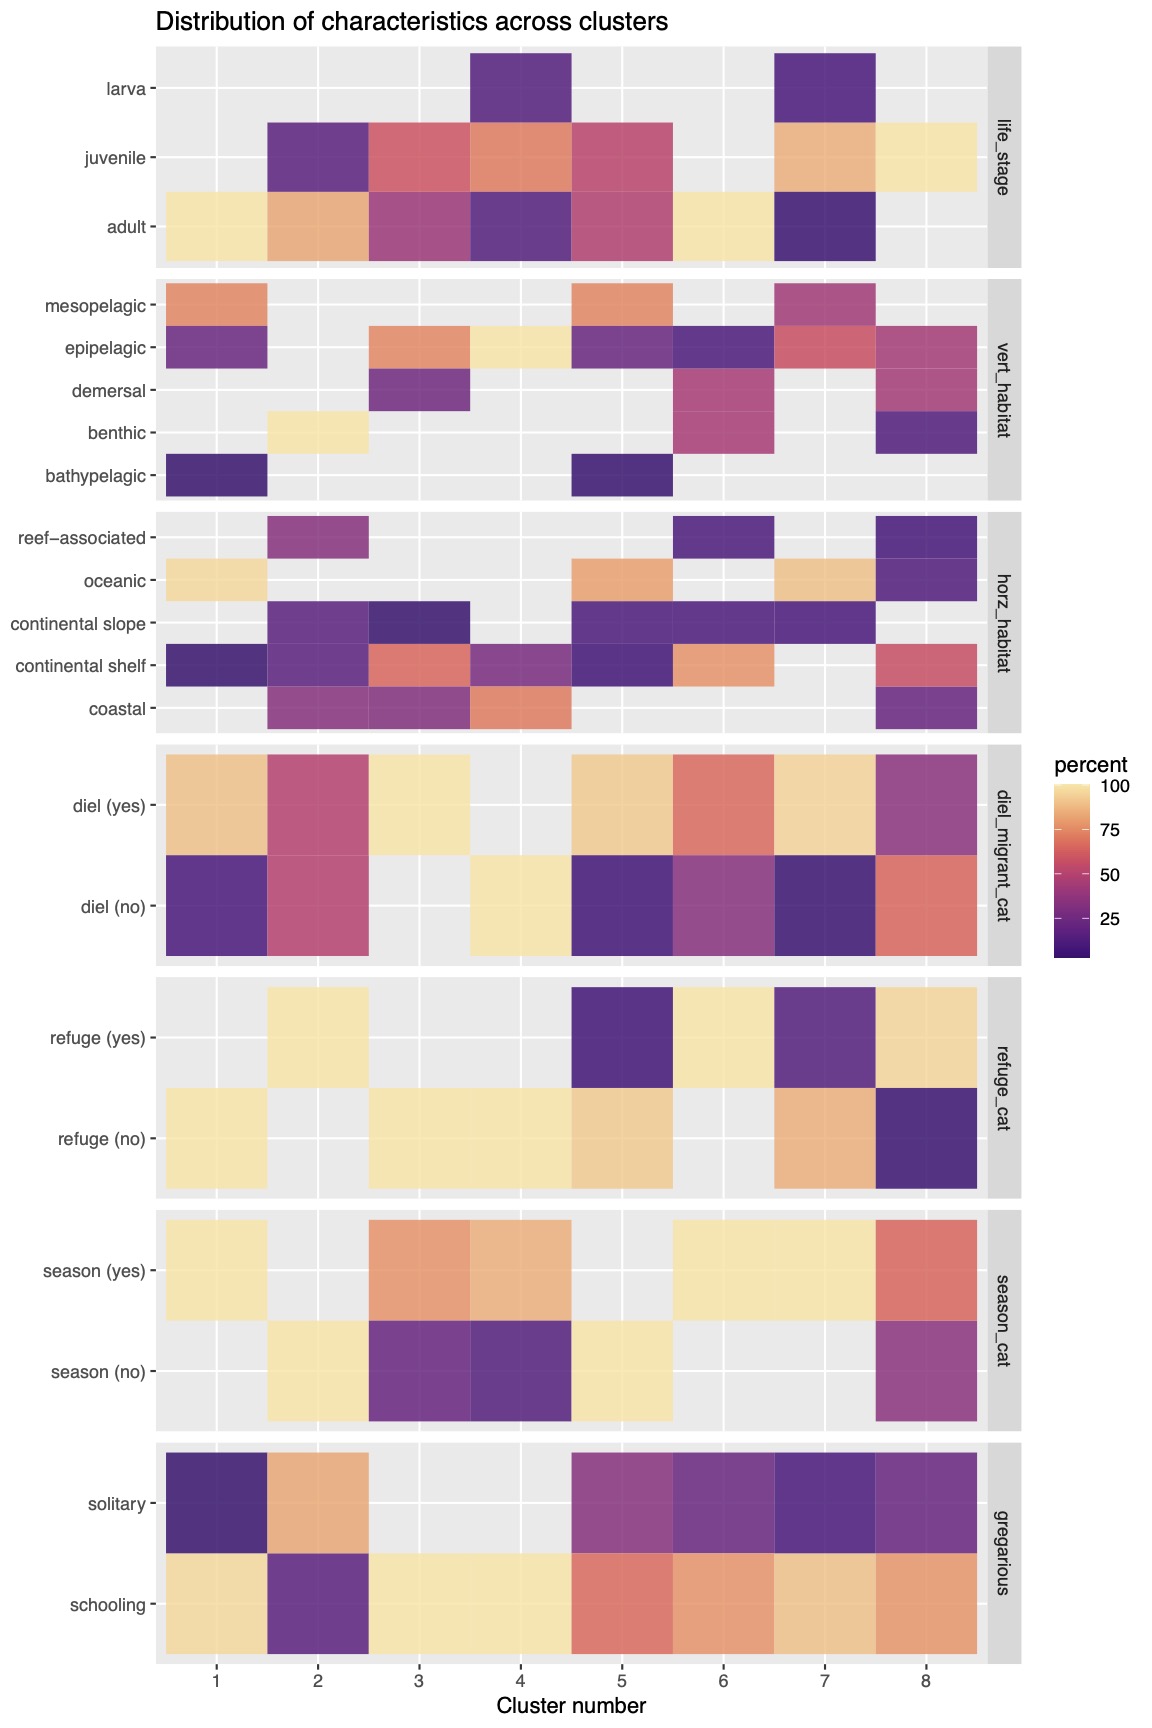 Distribution of characteristics across clusters
larva
juvenile
adult
life_stage
mesopelagic
epipelagic
demersal
benthic
bathypelagic
vert_habitat
reef−associated
oceanic
continental slope
continental shelf
coastal
horz_habitat
diel (yes)
diel (no)
diel_migrant_cat
percent
100
75
50
25
refuge (yes)
refuge (no)
refuge_cat
season (yes)
season (no)
season_cat
solitary
schooling
gregarious
1 2 3 4 5 6 7 8
Cluster number